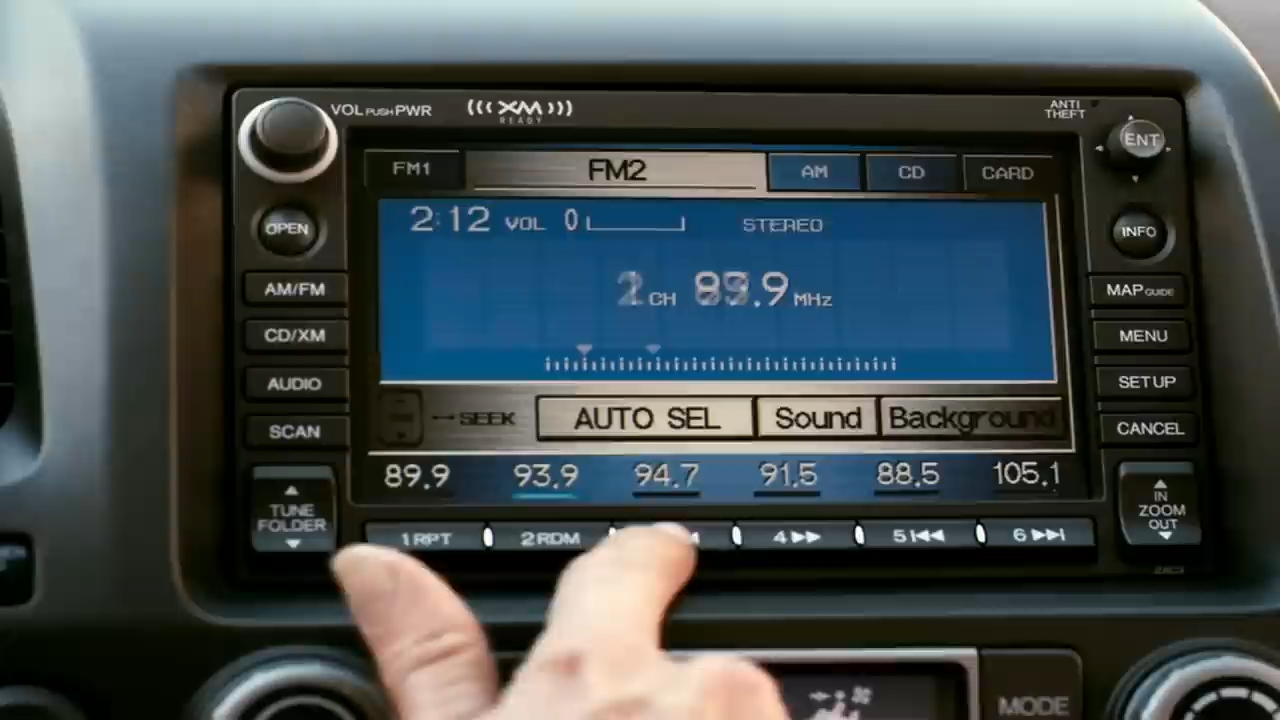 VOL PUSH PWR
XM
READY
ANTI
THEFT
ENT
FM1 FM2 AM CD CARD
OPEN
2:12 VOL 0 STEREO
INFO
AM/FM
CH .9 MHz
MAP GUIDE
CD/XM
MENU
AUDIO
SETUP
SEEK AUTO SEL Sound Background
SCAN
CANCEL
89.9 93.9 94.7 91.5 88.5 105.1
TUNE
FOLDER
IN
ZOOM
OUT
1 RPT 2 RDM 4 5 6
MODE